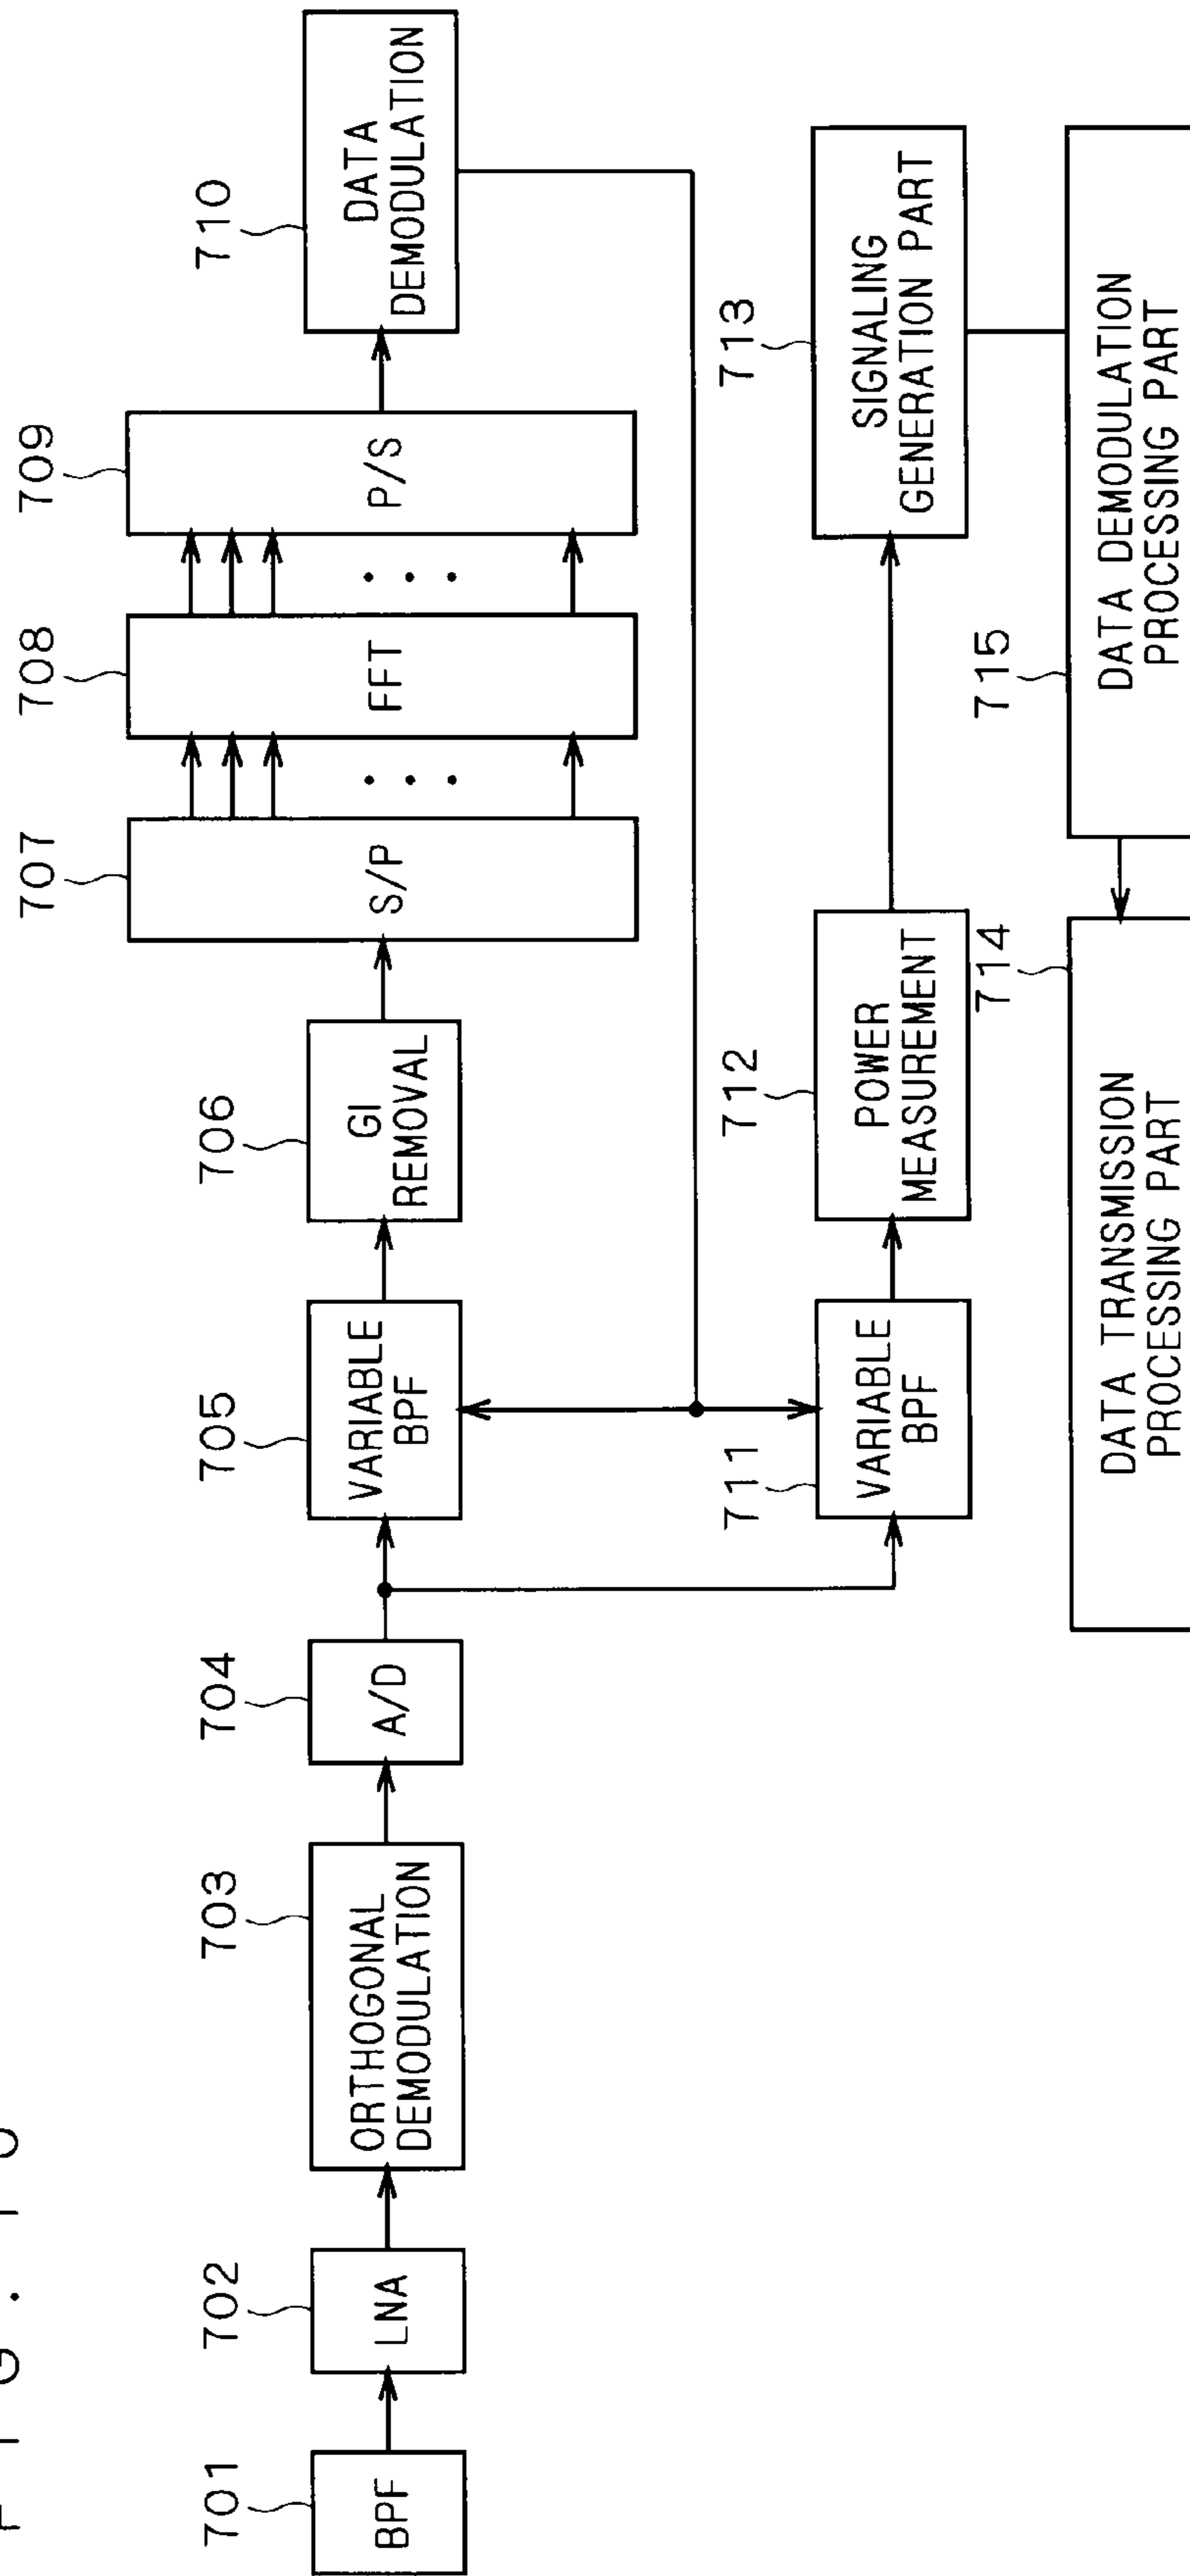 701
BPF
702
LNA
703
ORTHOGONAL
DEMODULATION
704
A/D
705
VARIABLE
BPF
706
GI
REMOVAL
707
S/P
708
FFT
709
P/S
710
DATA
DEMODULATION
711
VARIABLE
BPF
712
POWER
MEASUREMENT
713
SIGNALING
GENERATION PART
714
DATA TRANSMISSION
PROCESSING PART
715
DATA DEMODULATION
PROCESSING PART